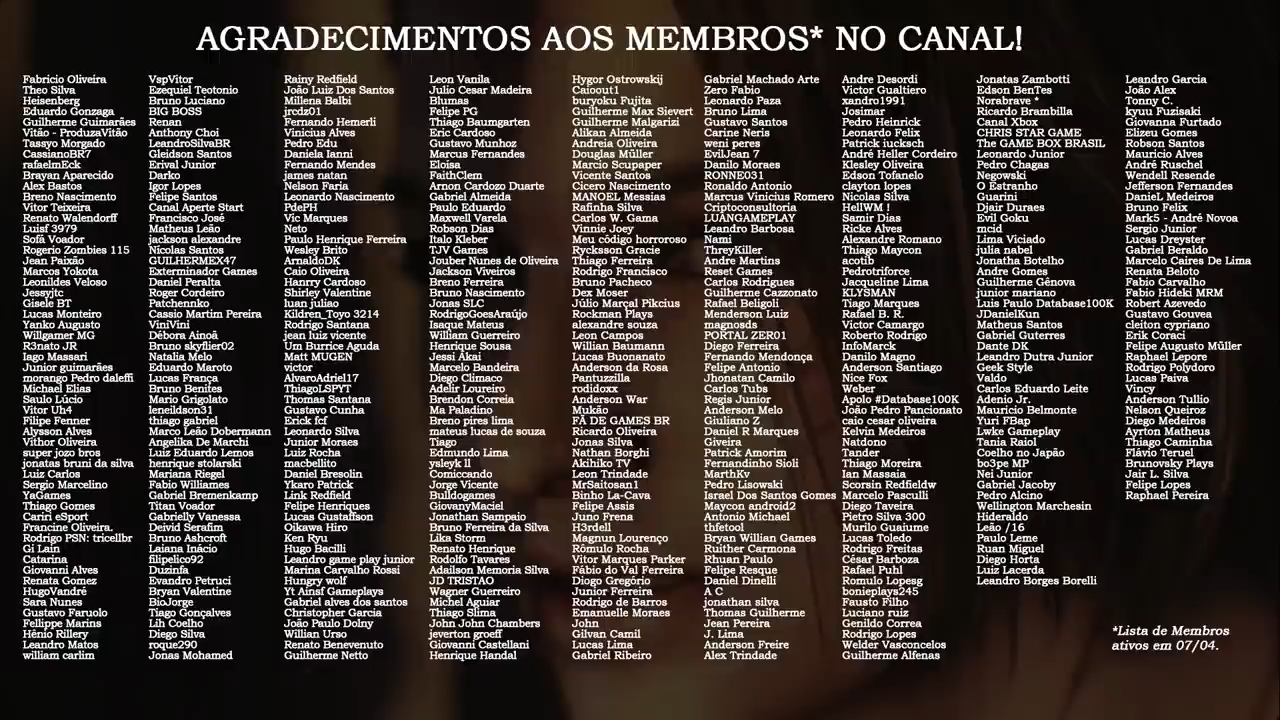 AGRADECIMENTOS AOS MEMBROS* NO CANAL!
Fabricio Oliveira
Theo Silva
Heisenberg
Eduardo Gonzaga
Guilherme Guimarães
Vitão - ProduzaVitão
Tassyo Morgado
CassianoBR7
rafaelmEck
Brayan Aparecido
Alex Bastos
Breno Nascimento
Vitor Teixeira
Renato Walendorff
Luisf 3979
Sofá Voador
Rogerio Zombies 115
Jean Paixão
Marcos Yokota
Leonildes Veloso
Jessyjtc
Gisele BT
Lucas Monteiro
Yanko Augusto
Willgamer MG
R3nato JR
Iago Massari
Junior guimarães
morango Pedro daleffi
Michael Elias
Saulo Lúcio
Vitor Uh4
Filipe Fenner
Alysson Alves
Vithor Oliveira
super jozo bros
jonatas bruni da silva
Luiz Carlos
Sergio Marcelino
YaGames
Thiago Gomes
Cariri eSport
Francine Oliveira.
Rodrigo PSN: tricellbr
Gi Lain
Catarina
Giovanni Alves
Renata Gomez
HugoVandré
Sara Nunes
Gustavo Faruolo
Fellippe Marins
Hênio Rillery
Leandro Matos
william carlim
VspVitor
Ezequiel Teotonio
Bruno Luciano
BIG BOSS
Renan
Anthony Choi
LeandroSilvaBR
Gleidson Santos
Erival Junior
Darko
Igor Lopes
Felipe Santos
Canal Aperte Start
Francisco José
Matheus Leão
jackson alexandre
Nícolas Santos
GUILHERMEX47
Exterminador Games
Daniel Peralta
Roger Cordeiro
Patchenko
Cassio Martim Pereira
ViniVini
Débora Ainoã
Bruno skyflier02
Natalia Melo
Eduardo Maroto
Lucas França
Bruno Benites
Mario Grigolato
leneildson31
thiago gabriel
Marco Leão Dobermann
Angelika De Marchi
Luiz Eduardo Lemos
henrique stolarski
Mariana Riegel
Fabio Williames
Gabriel Bremenkamp
Titan Voador
Gabrielly Vanessa
Deivid Serafim
Bruno Ashcroft
Laiana Inácio
filipelico92
Duzinfa
Evandro Petruci
Bryan Valentine
BioJorge
Tiago Gonçalves
Lih Coelho
Diego Silva
roque290
Jonas Mohamed
Rainy Redfield
João Luiz Dos Santos
Millena Balbi
jrodz01
Fernando Hemerli
Vinicius Alves
Pedro Edu
Daniela Ianni
Fernando Mendes
james natan
Nelson Faria
Leonardo Nascimento
PdePH
Vic Marques
Neto
Paulo Henrique Ferreira
Wesley Brito
ArnaldoDK
Caio Oliveira
Hanrry Cardoso
Shirley Valentine
luan juliao
Kildren_Toyo 3214
Rodrigo Santana
jean luiz vicente
Um Burrice Aguda
Matt MUGEN
victor
AlvaroAdriel17
ThiagoLSPYT
Thomas Santana
Gustavo Cunha
Erick fcf
Leonardo Silva
Junior Moraes
Luiz Rocha
macbellito
Daniel Bresolin
Ykaro Patrick
Link Redfield
Felipe Henriques
Lucas Gustaffson
Oikawa Hiro
Ken Ryu
Hugo Bacilli
Leandro game play junior
Marina Carvalho Rossi
Hungry wolf
Yt Ainsf Gameplays
Gabriel alves dos santos
Christopher Garcia
João Paulo Dolny
Willian Urso
Renato Benevenuto
Guilherme Netto
Leon Vanila
Julio Cesar Madeira
Blumas
Felipe PG
Thiago Baumgarten
Eric Cardoso
Gustavo Munhoz
Marcus Fernandes
Eloisa
FaithClem
Arnon Cardozo Duarte
Gabriel Almeida
Paulo Eduardo
Maxwell Varela
Robson Dias
Italo Kleber
TJV Games
Jouber Nunes de Oliveira
Jackson Viveiros
Breno Ferreira
Bruno Nascimento
Jonas SLC
RodrigoGoesAraújo
Isaque Mateus
William Guerreiro
Henrique Sousa
Jessi Akai
Marcelo Bandeira
Diego Clímaco
Adelir Loureiro
Brendon Correia
Ma Paladino
Breno pires lima
mateus lucas de souza
Tiago
Edmundo Lima
ysleyk ll
Comiccando
Jorge Vicente
Bulldogames
GiovanyMaciel
Jonathan Sampaio
Bruno Ferreira da Silva
Lika Storm
Renato Henrique
Rodolfo Tavares
Adailson Memoria Silva
JD TRISTAO
Wagner Guerreiro
Michel Aguiar
Thiago Slima
John John Chambers
jeverton groeff
Giovanni Castellani
Henrique Handal
Hygor Ostrowskij
Caioout1
buryoku Fujita
Guilherme Max Sievert
Guilherme Malgarizi
Alikan Almeida
Andreia Oliveira
Douglas Müller
Marcio Scupaper
Vicente Santos
Cicero Nascimento
MANOEL Messias
Rafinha Silva
Carlos W. Gama
Vinnie Joey
Meu código horroroso
Rycksson Gracie
Thiago Ferreira
Rodrigo Francisco
Bruno Pacheco
Dex Moser
Júlio Marçal Pikcius
Rockman Plays
alexandre souza
Leon Campos
Willian Baumann
Lucas Buonanato
Anderson da Rosa
Pantuzzilla
rodidoxx
Anderson War
Mukão
FÃ DE GAMES BR
Ricardo Oliveira
Jonas Silva
Nathan Borghi
Akihiko TV
Leon Trindade
MrSaitosan1
Binho La-Cava
Felipe Assis
Juno Frena
H3rdell
Magnun Lourenço
Rômulo Rocha
Vitor Marques Parker
Fábio do Val Ferreira
Diogo Gregório
Junior Ferreira
Rodrigo de Barros
Emanuelle Moraes
John
Gilvan Camil
Lucas Lima
Gabriel Ribeiro
Gabriel Machado Arte
Zero Fabio
Leonardo Paza
Bruno Lima
Gustavo Santos
Carine Neris
weni peres
EvilJean 7
Danilo Moraes
RONNE031
Ronaldo Antonio
Marcus Vinicius Romero
Criptoconsultoria
LUANGAMEPLAY
Leandro Barbosa
Nami
ThreyKiller
André Martins
Reset Games
Carlos Rodrigues
Guilherme Cazzonato
Rafael Beligoli
Menderson Luiz
magnosds
PORTAL ZER01
Diego Ferreira
Fernando Mendonça
Felipe Antonio
Jhonatan Camilo
Carlos Tubs
Regis Junior
Anderson Melo
Giuliano Z
Daniel R Marques
Giveira
Patrick Amorim
Fernandinho Sioli
MarthKv
Pedro Lisowski
Israel Dos Santos Gomes
Maycon android2
Antonio Michael
thfetool
Bryan Willian Games
Ruither Carmona
Rhuan Paulo
Felipe Resque
Daniel Dinelli
A C
jonathan silva
Thomas Guilherme
Jean Pereira
J. Lima
Anderson Freire
Alex Trindade
Andre Desordi
Victor Gualtiero
xandro1991
Josimar
Pedro Heinrick
Leonardo Felix
Patrick iucksch
André Heller Cordeiro
Klesley Oliveira
Edson Tofanelo
clayton lopes
Nicolas Silva
HellWM !
Samir Dias
Ricke Alves
Alexandre Romano
Thiago Maycon
acotib
Pedrotriforce
Jacqueline Lima
KLYSMAN
Tiago Marques
Rafael B. R.
Victor Camargo
Roberto Rodrigo
InfoMarck
Danilo Magno
Anderson Santiago
Nice Fox
Weber
Apolo #Database100K
João Pedro Pancionato
caio cesar oliveira
Kelvin Medeiros
Natdono
Tander
Thiago Moreira
Ian Massaia
Scorsin Redfieldw
Marcelo Pasculli
Diego Taveira
Pietro Silva 300
Murilo Guaiume
Lucas Toledo
Rodrigo Freitas
César Barboza
Rafael Puhl
Romulo Lopesg
bonieplays245
Fausto Filho
Luciano ruiz
Genildo Correa
Rodrigo Lopes
Welder Vasconcelos
Guilherme Alfenas
Jonatas Zambotti
Edson BenTes
Norabrave *
Ricardo Brambilla
Canal Xbox
CHRIS STAR GAME
The GAME BOX BRASIL
Leonardo Junior
Pedro Chagas
Negowski
O Estranho
Guarini
Djair Duraes
Evil Goku
mcid
Lima Viciado
julia nabel
Jonatha Botelho
Andre Gomes
Guilherme Gênova
junior mariano
Luis Paulo Database100K
JDanielKun
Matheus Santos
Gabriel Guterres
Dante DK
Leandro Dutra Junior
Geek Style
Valdo
Carlos Eduardo Leite
Adenio Jr.
Mauricio Belmonte
Yuri FBap
Lwke Gameplay
Tania Raiol
Coelho no Japão
bo3pe MP
Nei Junior
Gabriel Jacoby
Pedro Alcino
Wellington Marchesin
Hideraldo
Leão /16
Paulo Leme
Ruan Miguel
Diego Horta
Luiz Lacerda
Leandro Borges Borelli
Leandro Garcia
João Alex
Tonny C.
kyuu Fuzisaki
Giovanna Furtado
Elizeu Gomes
Robson Santos
Mauricio Alves
André Ruschel
Wendell Resende
Jefferson Fernandes
DanieL Medeiros
Bruno Felix
Mark5 - André Novoa
Sergio Junior
Lucas Dreyster
Gabriel Beraldo
Marcelo Caires De Lima
Renata Beloto
Fabio Carvalho
Fabio Hideki MRM
Robert Azevedo
Gustavo Gouvea
cleiton cypriano
Erik Coraci
Felipe Augusto Müller
Raphael Lepore
Rodrigo Polydoro
Lucas Paiva
Vincy
Anderson Tullio
Nelson Queiroz
Diego Medeiros
Ayrton Matheus
Thiago Caminha
Flávio Teruel
Brunovsky Plays
Jair L. Silva
Felipe Lopes
Raphael Pereira
*Lista de Membros
ativos em 07/04.